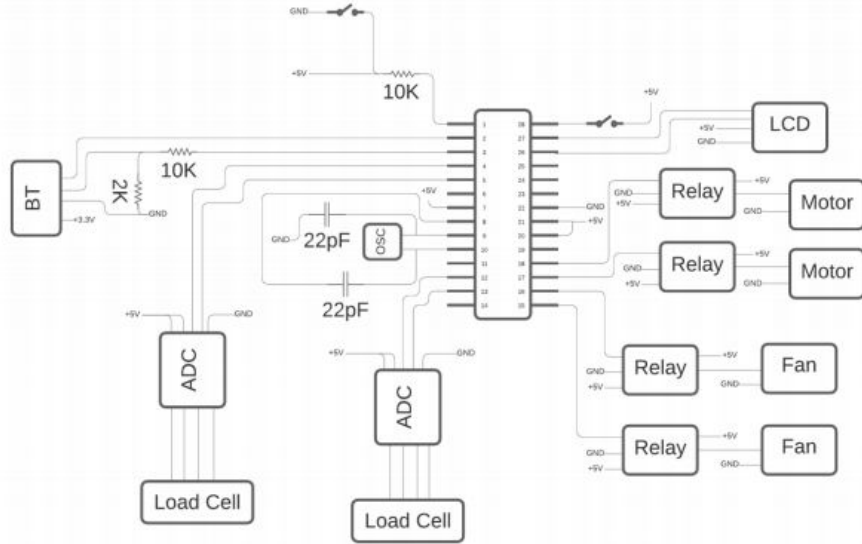 GND
+5V
10K
+5V
LCD
+5V
GND
10K
BT
2K
GND
+3.3V
1
2
3
4
5
6
7
8
9
10
11
12
13
14
28
27
26
25
22
21
20
19
18
17
16
15
+5V
GND
22pF
OSC
22pF
GND
+5V
GND
+5V
Relay
+5V
GND
Motor
GND
+5V
Relay
+5V
GND
Motor
+5V
GND
ADC
Load Cell
+5V
GND
ADC
Load Cell
GND
+5V
Relay
+5V
GND
Fan
GND
+5V
Relay
+5V
GND
Fan